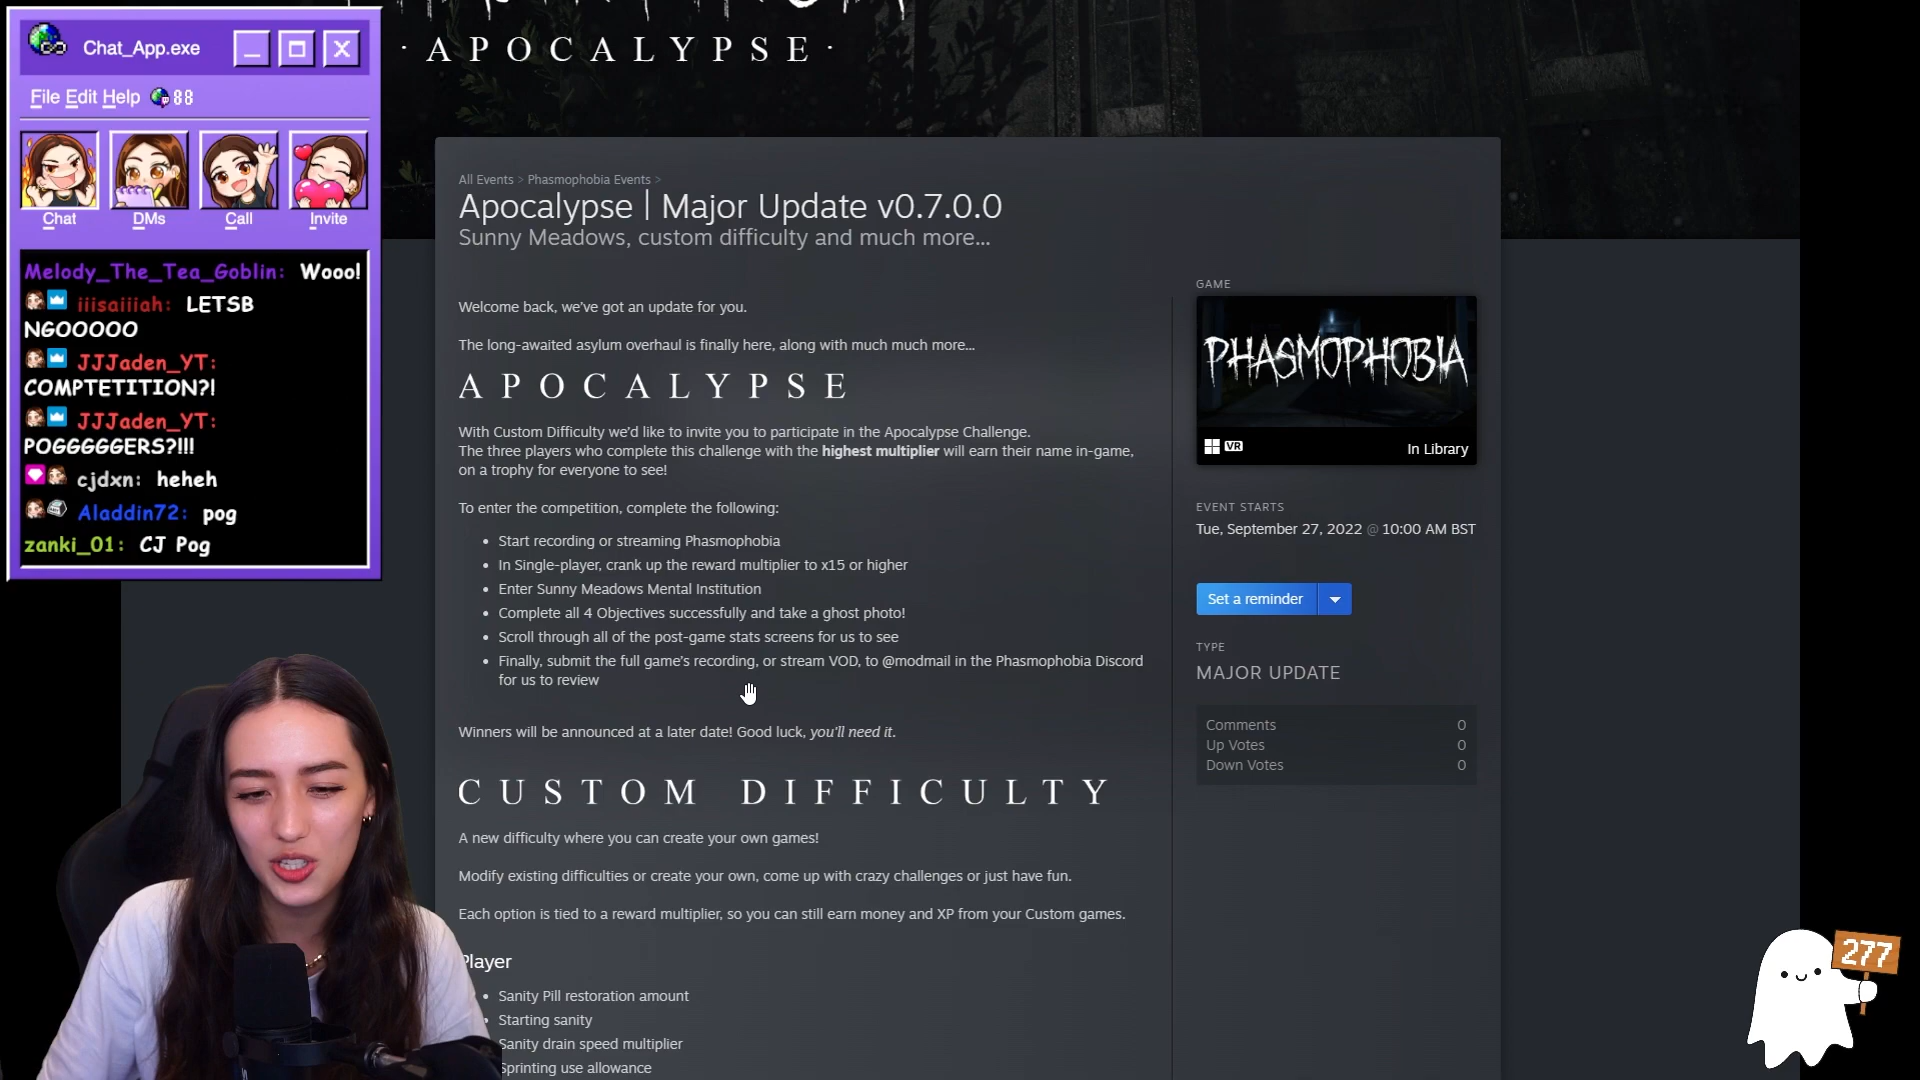 Chat_App.exe
File Edit Help 88
Chat DMs Call Invite
Melody_The_Tea_Goblin: Wooo!
iiisaiiiah: LETSB
NGOOOOO
JJJaden_YT:
COMPTETITION?!
JJJaden_YT:
POGGGGGERS?!!!
cjdxn: heheh
Aladdin72: pog
zanki_01: CJ Pog
· APOCALYPSE ·
All Events > Phasmophobia Events >
Apocalypse | Major Update v0.7.0.0
Sunny Meadows, custom difficulty and much more...
Welcome back, we've got an update for you.
The long-awaited asylum overhaul is finally here, along with much much more...
APOCALYPSE
With Custom Difficulty we'd like to invite you to participate in the Apocalypse Challenge.
The three players who complete this challenge with the highest multiplier will earn their name in-game,
on a trophy for everyone to see!
To enter the competition, complete the following:
• Start recording or streaming Phasmophobia
• In Single-player, crank up the reward multiplier to x15 or higher
• Enter Sunny Meadows Mental Institution
• Complete all 4 Objectives successfully and take a ghost photo!
• Scroll through all of the post-game stats screens for us to see
• Finally, submit the full game's recording, or stream VOD, to @modmail in the Phasmophobia Discord
for us to review
Winners will be announced at a later date! Good luck, you'll need it.
CUSTOM DIFFICULTY
A new difficulty where you can create your own games!
Modify existing difficulties or create your own, come up with crazy challenges or just have fun.
Each option is tied to a reward multiplier, so you can still earn money and XP from your Custom games.
Player
• Sanity Pill restoration amount
• Starting sanity
• Sanity drain speed multiplier
Sprinting use allowance
GAME
PHASMOPHOBIA
VR
In Library
EVENT STARTS
Tue, September 27, 2022 @ 10:00 AM BST
Set a reminder
TYPE
MAJOR UPDATE
Comments 0
Up Votes 0
Down Votes 0
277